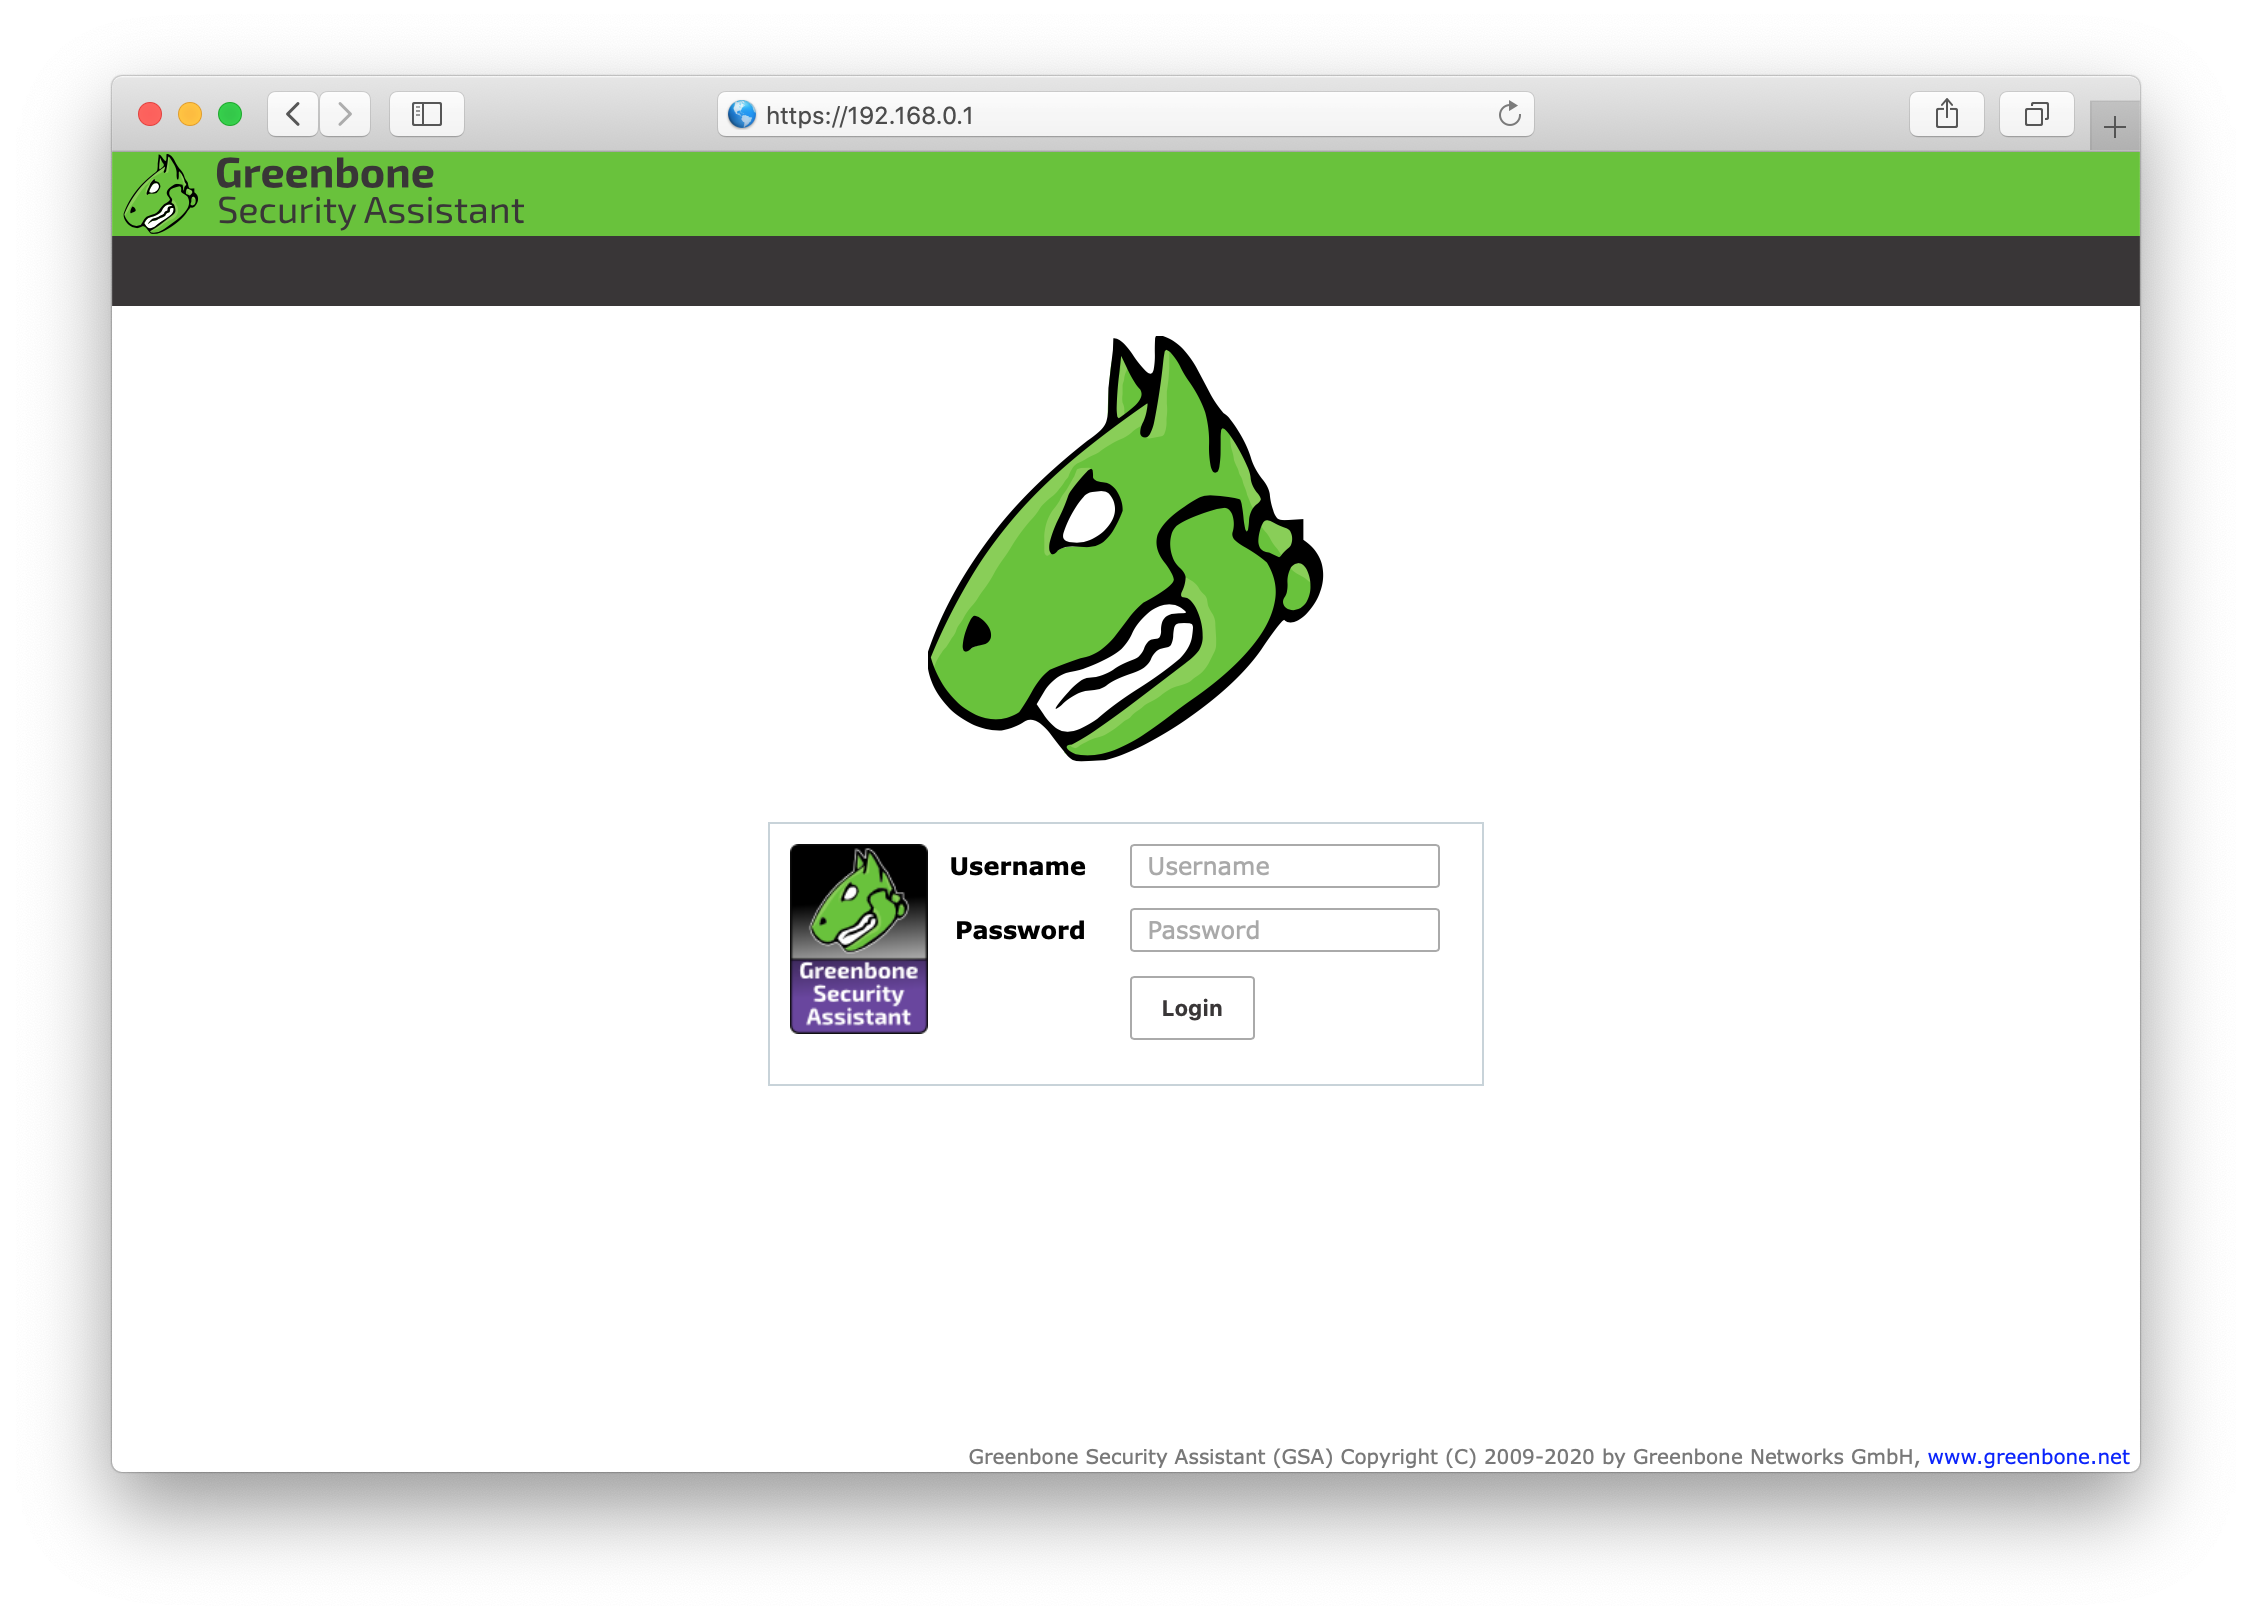 https://192.168.0.1
Greenbone
Security Assistant
Username
Username
Password
Password
Greenbone
Security
Assistant
Login
Greenbone Security Assistant (GSA) Copyright (C) 2009-2020 by Greenbone Networks GmbH, www.greenbone.net